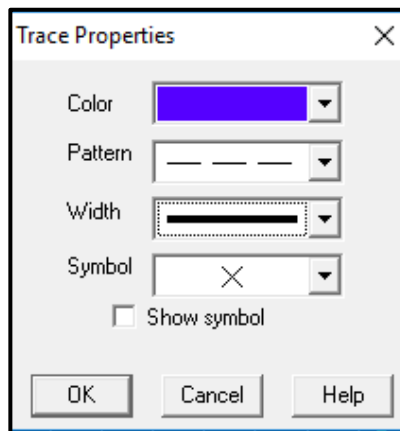 Trace Properties
Color
Pattern
Width
Symbol
Show symbol
OK Cancel Help